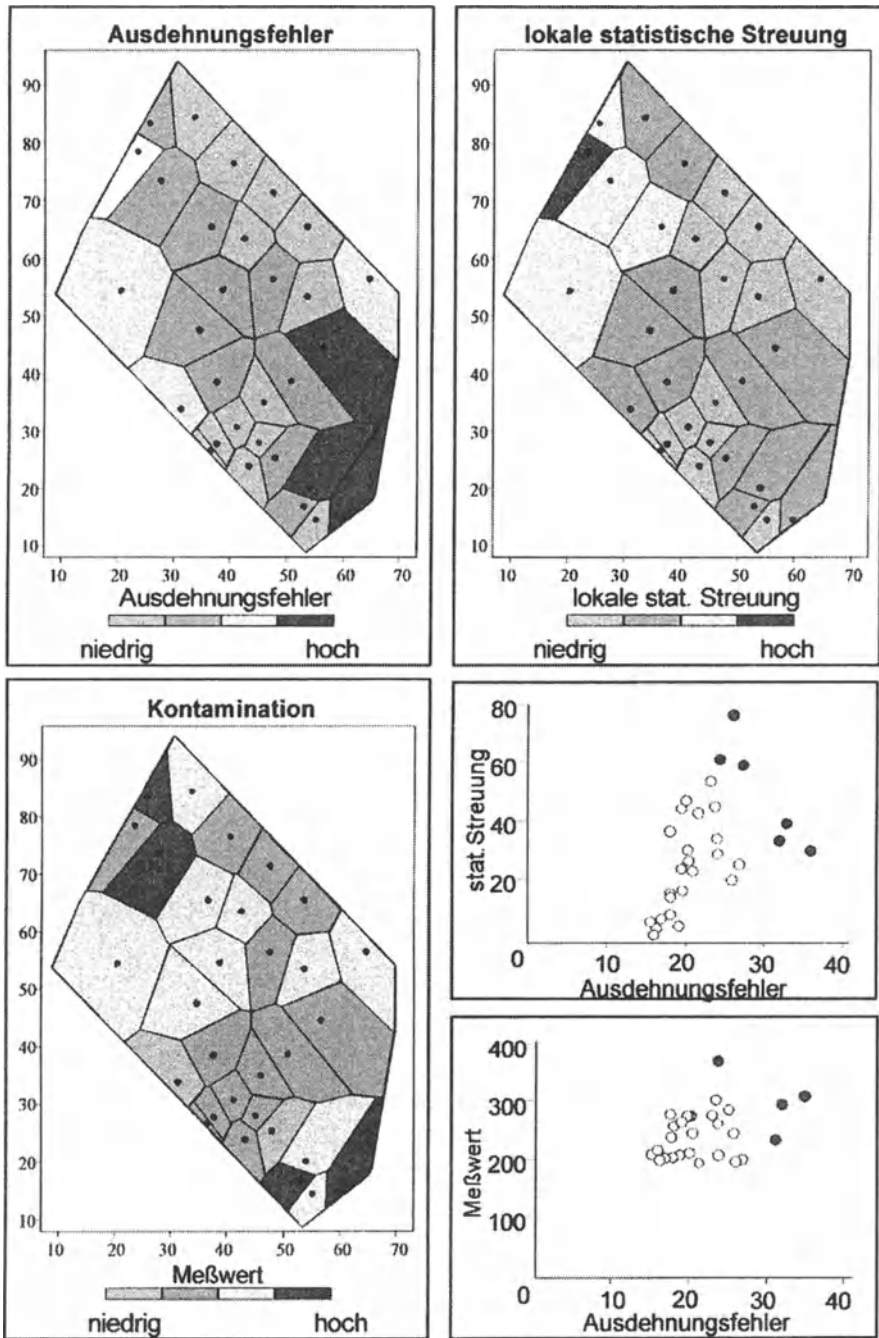 Ausdehnungsfehler
90
80
70
60
50
40
30
20
10
10 20 30 40 50 60 70
Ausdehnungsfehler
niedrig hoch
lokale statistische Streuung
90
80
70
60
50
40
30
20
10
10 20 30 40 50 60 70
lokale stat. Streuung
niedrig hoch
Kontamination
90
80
70
60
50
40
30
20
10
10 20 30 40 50 60 70
Meßwert
niedrig hoch
80
60
40
20
0 10 20 30 40
stat. Streuung
Ausdehnungsfehler
400
300
200
100
0 10 20 30 40
Meßwert
Ausdehnungsfehler